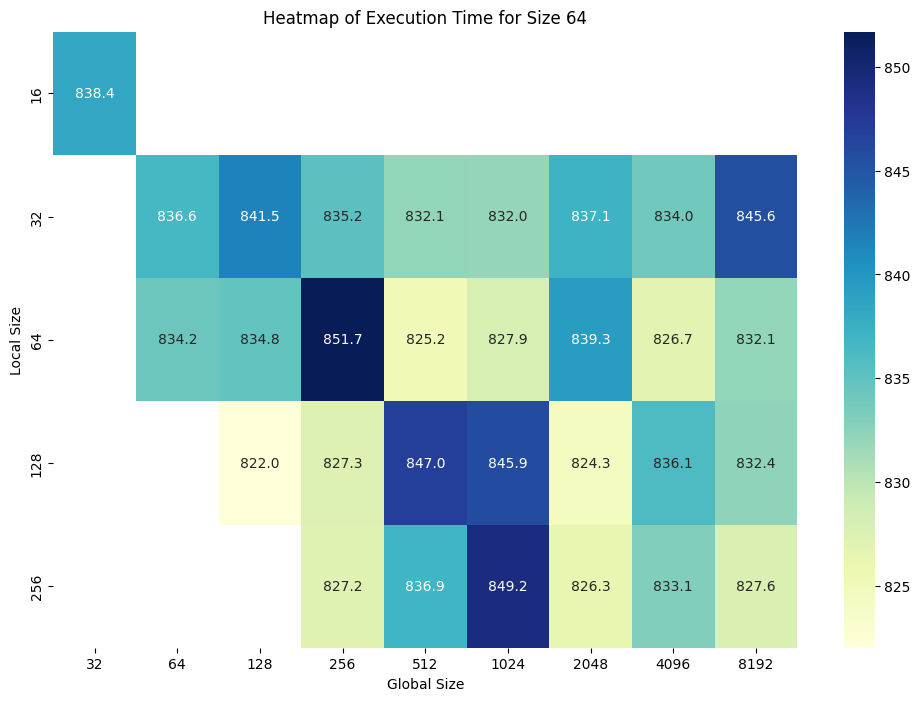 Heatmap of Execution Time for Size 64
Local Size
16
838.4
32
836.6 841.5 835.2 832.1 832.0 837.1 834.0 845.6
64
834.2 834.8 851.7 825.2 827.9 839.3 826.7 832.1
128
822.0 827.3 847.0 845.9 824.3 836.1 832.4
256
827.2 836.9 849.2 826.3 833.1 827.6
32 64 128 256 512 1024 2048 4096 8192
Global Size
850
845
840
835
830
825